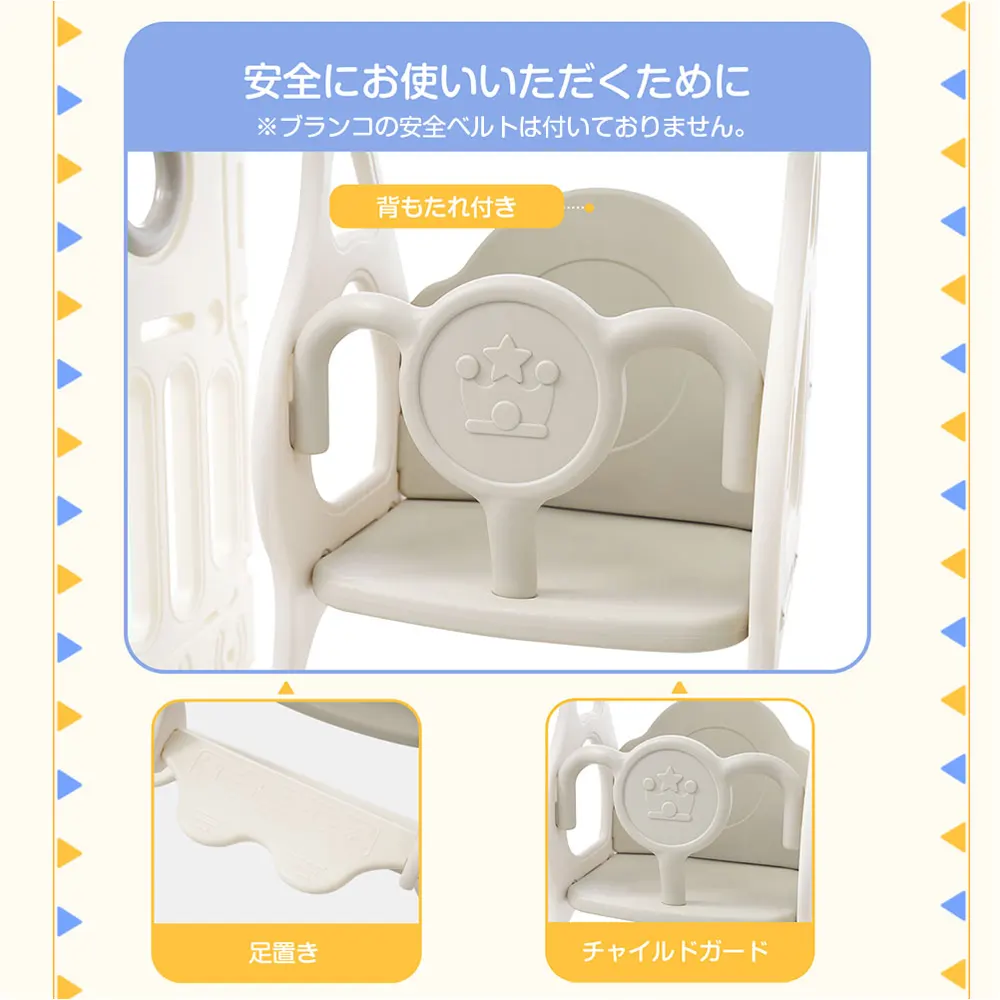 安全にお使いいただくために
※ブランコの安全ベルトは付いておりません。
背もたれ付き
足置き
チャイルドガード